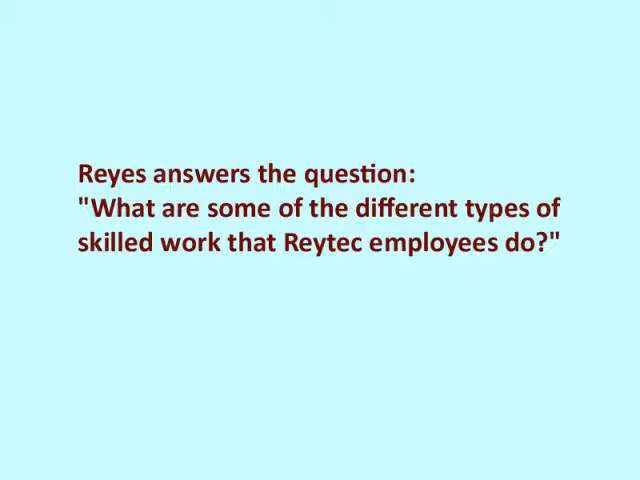 Reyes answers the question:
"What are some of the different types of
skilled work that Reytec employees do?"